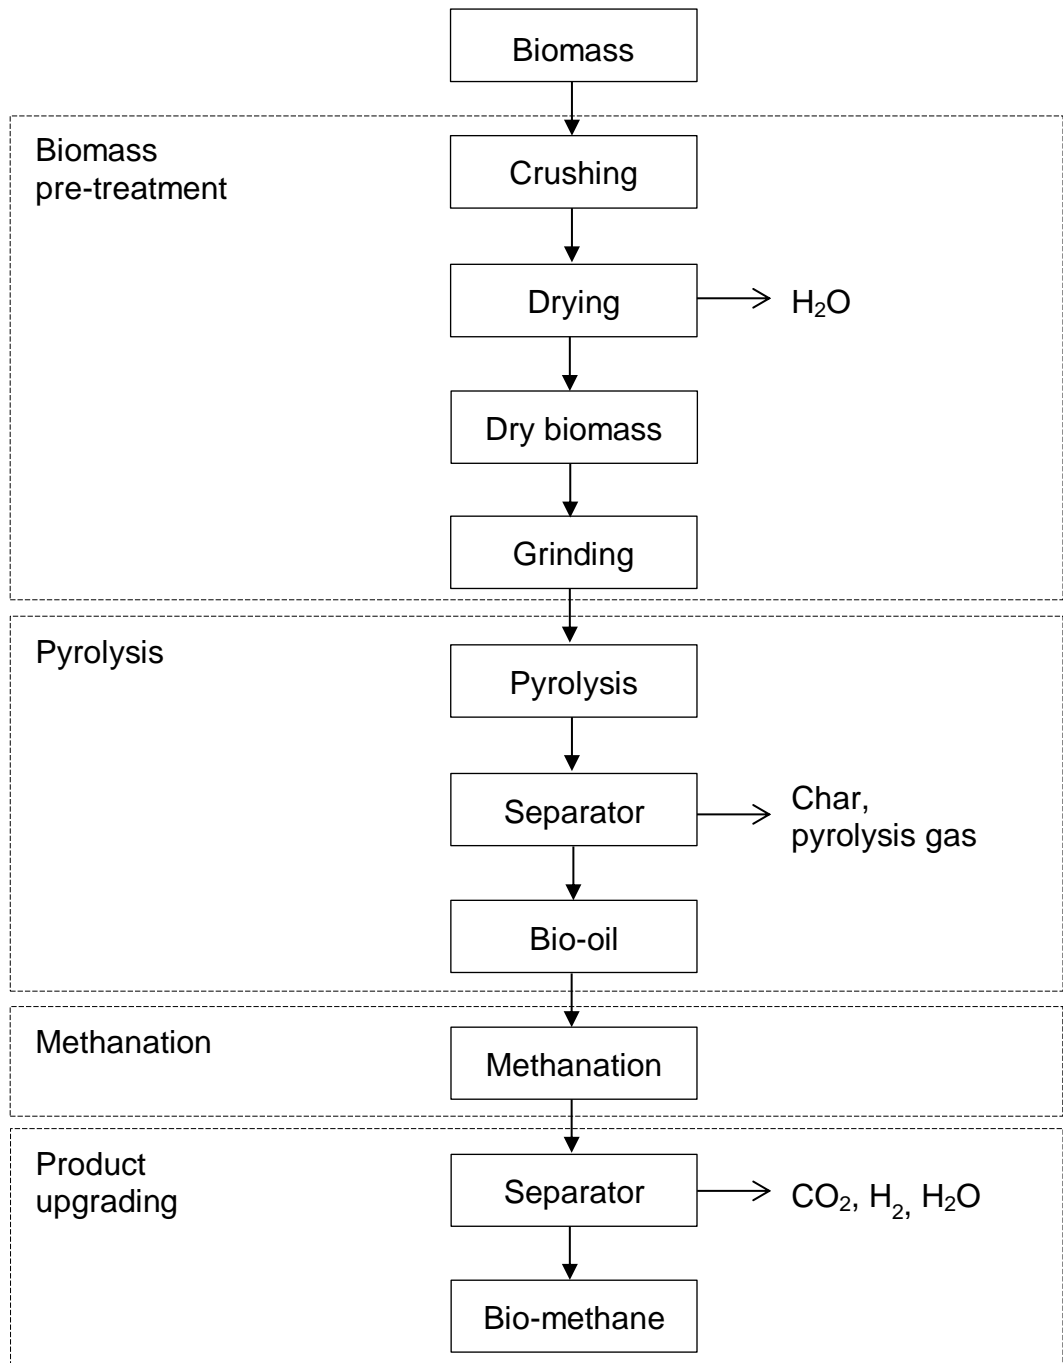 Biomass
Biomass
pre-treatment
Crushing
Drying
H₂O
Dry biomass
Grinding
Pyrolysis
Pyrolysis
Separator
Char,
pyrolysis gas
Bio-oil
Methanation
Methanation
Product
upgrading
Separator
CO₂, H₂, H₂O
Bio-methane